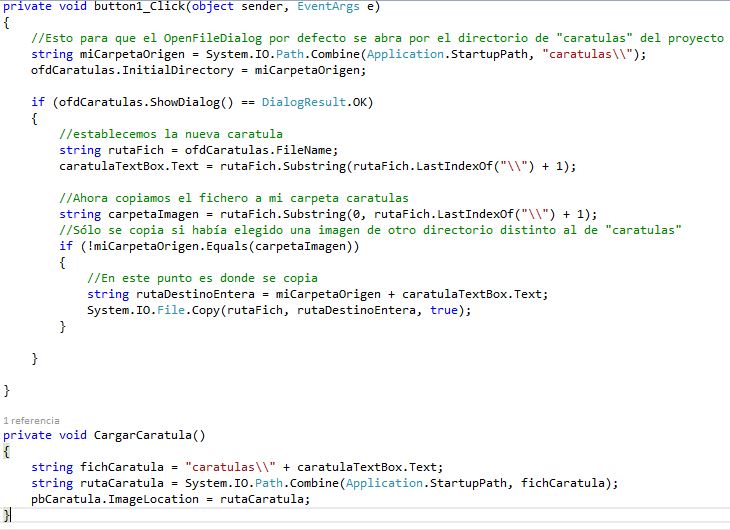 private void button1_Click(object sender, EventArgs e)
{
//Esto para que el OpenFileDialog por defecto se abra por el directorio de "caratulas" del proyecto
string miCarpetaOrigen = System.IO.Path.Combine(Application.StartupPath, "caratulas\\");
ofdCaratulas.InitialDirectory = miCarpetaOrigen;
if (ofdCaratulas.ShowDialog() == DialogResult.OK)
{
//establecemos la nueva caratula
string rutaFich = ofdCaratulas.FileName;
caratulaTextBox.Text = rutaFich.Substring(rutaFich.LastIndexOf("\\") + 1);
//Ahora copiamos el fichero a mi carpeta caratulas
string carpetaImagen = rutaFich.Substring(0, rutaFich.LastIndexOf("\\") + 1);
//Sólo se copia si había elegido una imagen de otro directorio distinto al de "caratulas"
if (!miCarpetaOrigen.Equals(carpetaImagen))
{
//En este punto es donde se copia
string rutaDestinoEntera = miCarpetaOrigen + caratulaTextBox.Text;
System.IO.File.Copy(rutaFich, rutaDestinoEntera, true);
}
}
}
1 referencia
private void CargarCaratula()
{
string fichCaratula = "caratulas\\" + caratulaTextBox.Text;
string rutaCaratula = System.IO.Path.Combine(Application.StartupPath, fichCaratula);
pbCaratula.ImageLocation = rutaCaratula;
}